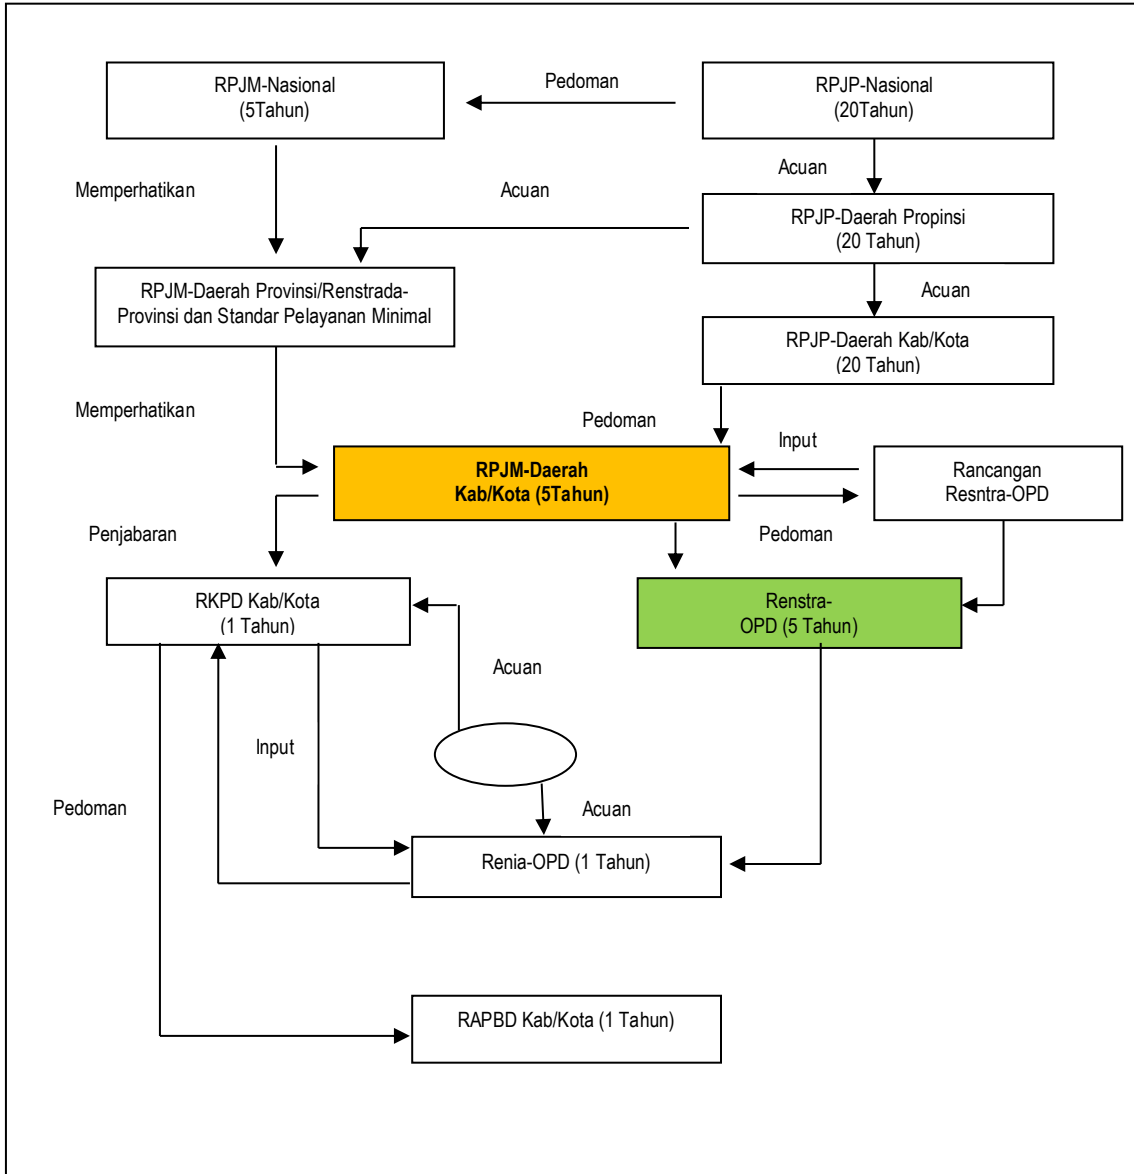 RPJM-Nasional
(5Tahun)
Pedoman
RPJP-Nasional
(20Tahun)
Memperhatikan
Acuan
Acuan
RPJP-Daerah Propinsi
(20 Tahun)
RPJM-Daerah Provinsi/Renstrada-
Provinsi dan Standar Pelayanan Minimal
Acuan
RPJP-Daerah Kab/Kota
(20 Tahun)
Memperhatikan
Pedoman
Input
RPJM-Daerah
Kab/Kota (5Tahun)
Rancangan
Resntra-OPD
Penjabaran
Pedoman
RKPD Kab/Kota
(1 Tahun)
Renstra-
OPD (5 Tahun)
Acuan
Input
Pedoman
Acuan
Renia-OPD (1 Tahun)
RAPBD Kab/Kota (1 Tahun)